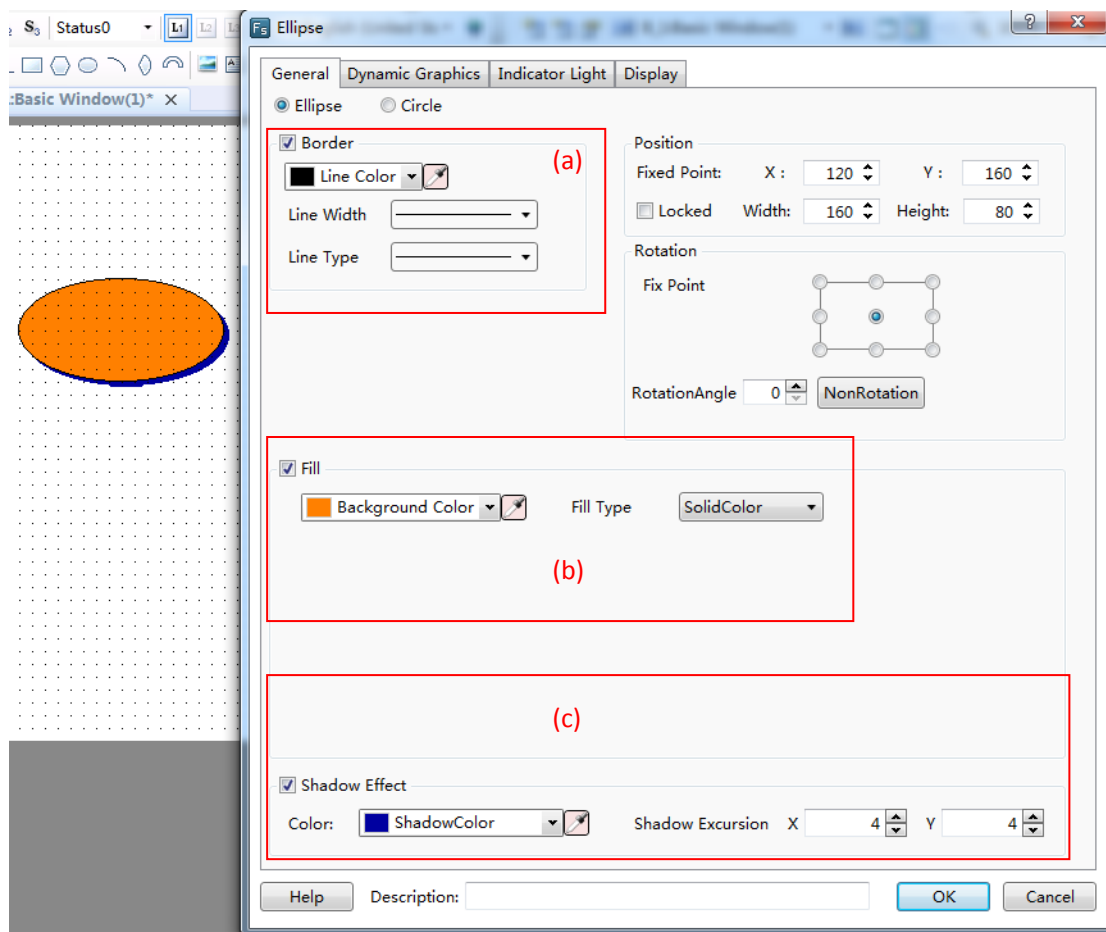 S3 Status0 L1 L2
:Basic Window(1)* X
Fs Ellipse
General Dynamic Graphics Indicator Light Display
Ellipse Circle
Border
(a)
Line Color
Line Width
Line Type
Position
Fixed Point: X : 120 Y : 160
Locked Width: 160 Height: 80
Rotation
Fix Point
RotationAngle 0 NonRotation
Fill
Background Color Fill Type SolidColor
(b)
(c)
Shadow Effect
Color: ShadowColor Shadow Excursion X 4 Y 4
Help Description: OK Cancel